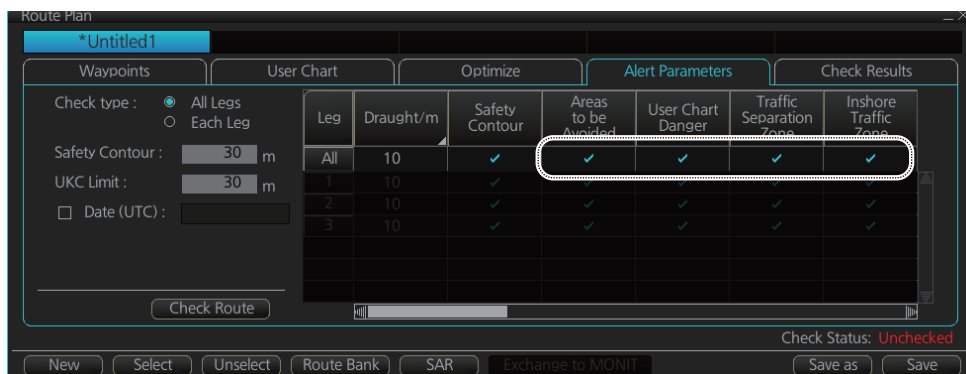 Route Plan
*Untitled1
Waypoints User Chart Optimize Alert Parameters Check Results
Check type : All Legs
Each Leg
Safety Contour : 30 m
UKC Limit : 30 m
Date (UTC) :
Check Route
Leg Draught/m Safety Contour Areas to be Avoided User Chart Danger Traffic Separation Zone Inshore Traffic Zone
All 10 ✓ ✓ ✓ ✓ ✓
1 10 ✓ ✓ ✓ ✓ ✓
2 10 ✓ ✓ ✓ ✓ ✓
3 10 ✓ ✓ ✓ ✓ ✓
Check Status: Unchecked
New Select Unselect Route Bank SAR Exchange to MONIT Save as Save